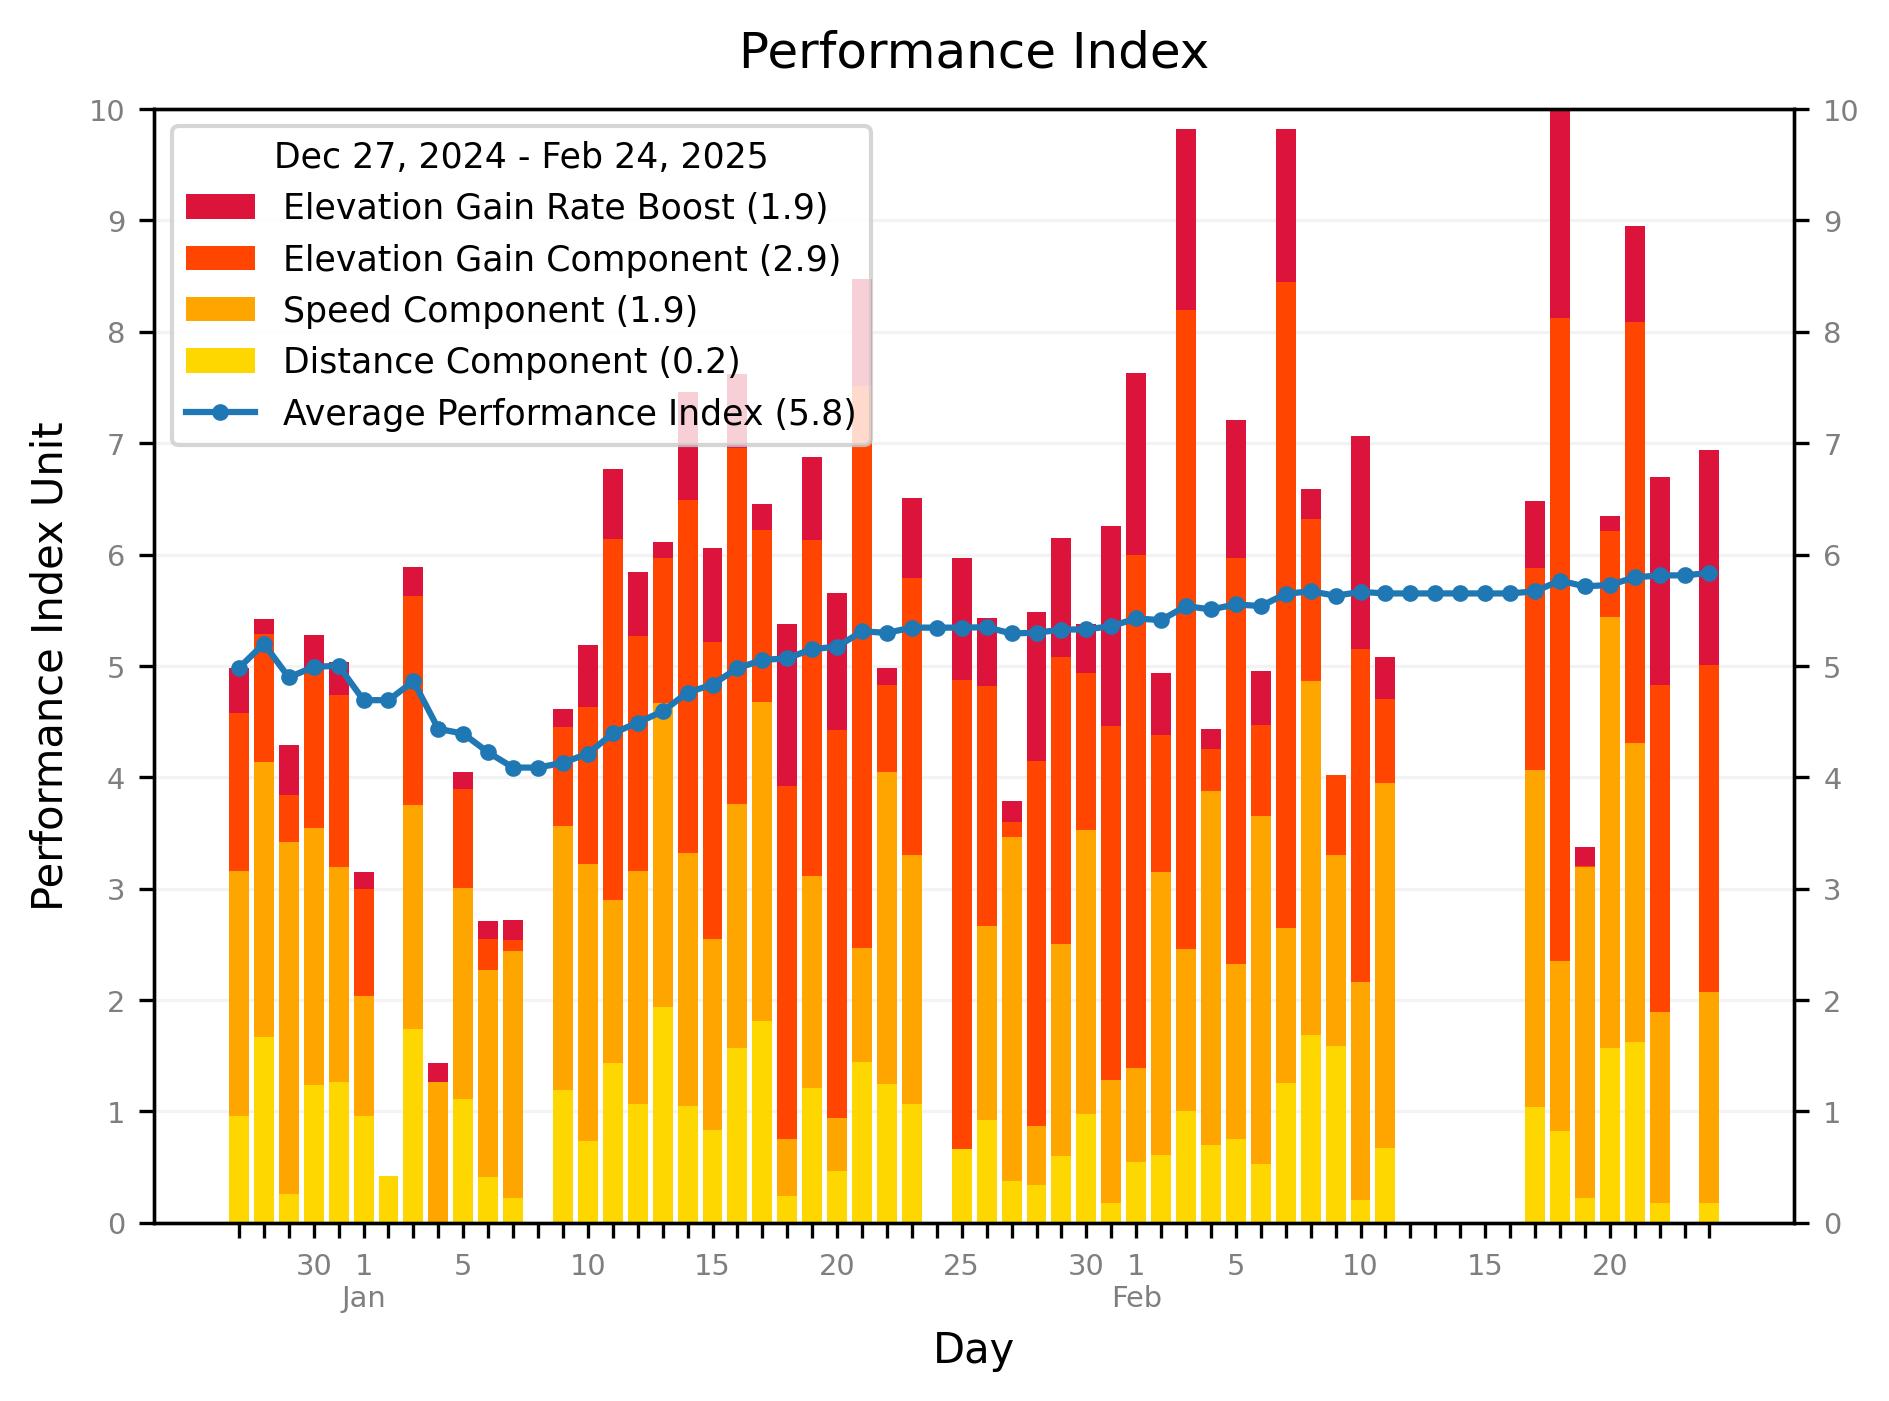 Performance Index
Dec 27, 2024 - Feb 24, 2025
Elevation Gain Rate Boost (1.9)
Elevation Gain Component (2.9)
Speed Component (1.9)
Distance Component (0.2)
Average Performance Index (5.8)
Performance Index Unit
10
9
8
7
6
5
4
3
2
1
0
10
9
8
7
6
5
4
3
2
1
0
30 1 5 10 15 20 25 30 1 5 10 15 20
Jan Feb
Day